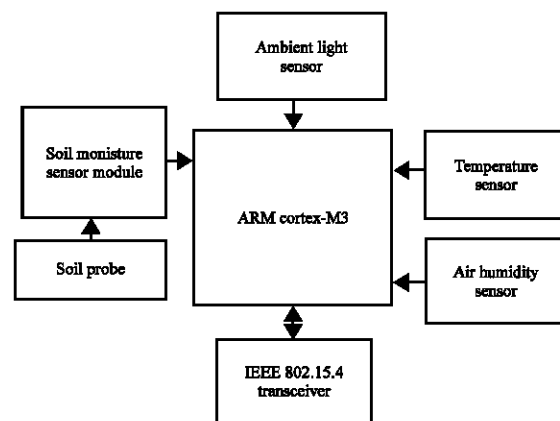 Ambient light
sensor
Soil monisture
sensor module
ARM cortex-M3
Temperature
sensor
Soil probe
Air humidity
sensor
IEEE 802.15.4
transceiver